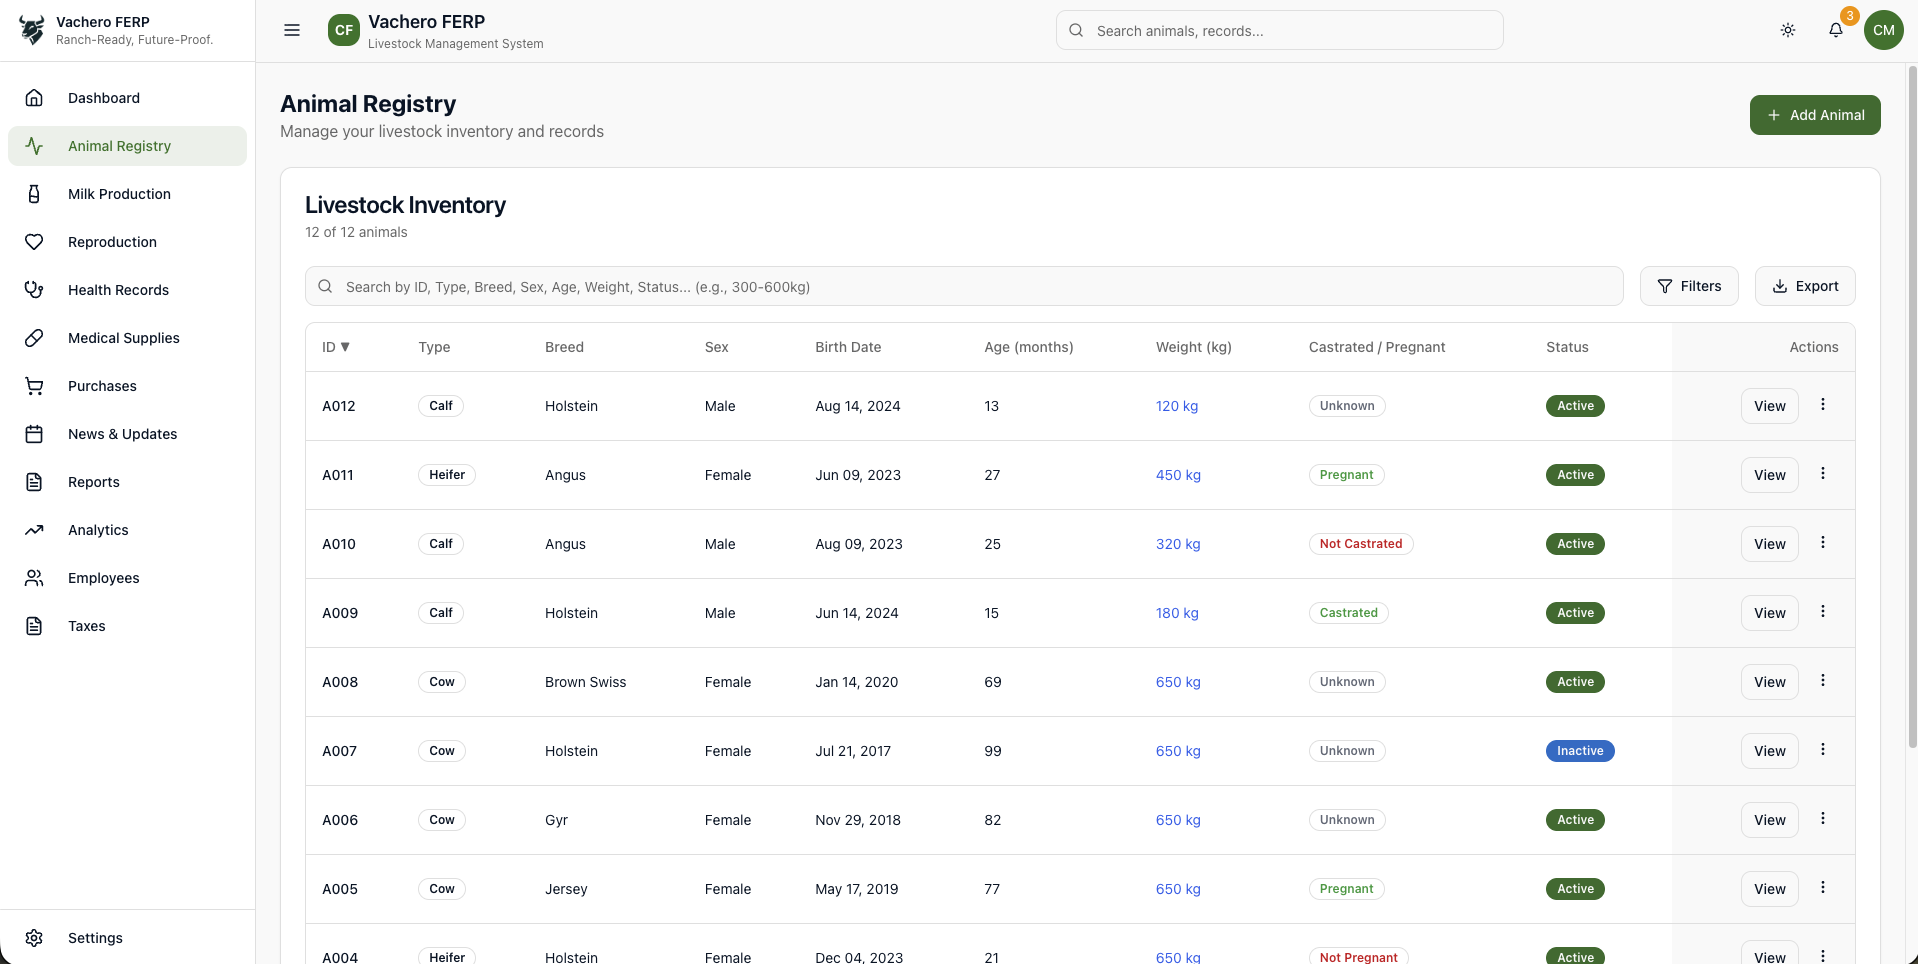 Vachero FERP
Ranch-Ready, Future-Proof.
Dashboard
Animal Registry
Milk Production
Reproduction
Health Records
Medical Supplies
Purchases
News & Updates
Reports
Analytics
Employees
Taxes
Settings
CF
Vachero FERP
Livestock Management System
Search animals, records...
3
CM
Animal Registry
Manage your livestock inventory and records
+ Add Animal
Livestock Inventory
12 of 12 animals
Search by ID, Type, Breed, Sex, Age, Weight, Status... (e.g., 300-600kg)
Filters
Export
ID ▼ Type Breed Sex Birth Date Age (months) Weight (kg) Castrated / Pregnant Status Actions
A012 Calf Holstein Male Aug 14, 2024 13 120 kg Unknown Active View
A011 Heifer Angus Female Jun 09, 2023 27 450 kg Pregnant Active View
A010 Calf Angus Male Aug 09, 2023 25 320 kg Not Castrated Active View
A009 Calf Holstein Male Jun 14, 2024 15 180 kg Castrated Active View
A008 Cow Brown Swiss Female Jan 14, 2020 69 650 kg Unknown Active View
A007 Cow Holstein Female Jul 21, 2017 99 650 kg Unknown Inactive View
A006 Cow Gyr Female Nov 29, 2018 82 650 kg Unknown Active View
A005 Cow Jersey Female May 17, 2019 77 650 kg Pregnant Active View
A004 Heifer Holstein Female Dec 04, 2023 21 650 kg Not Pregnant Active View